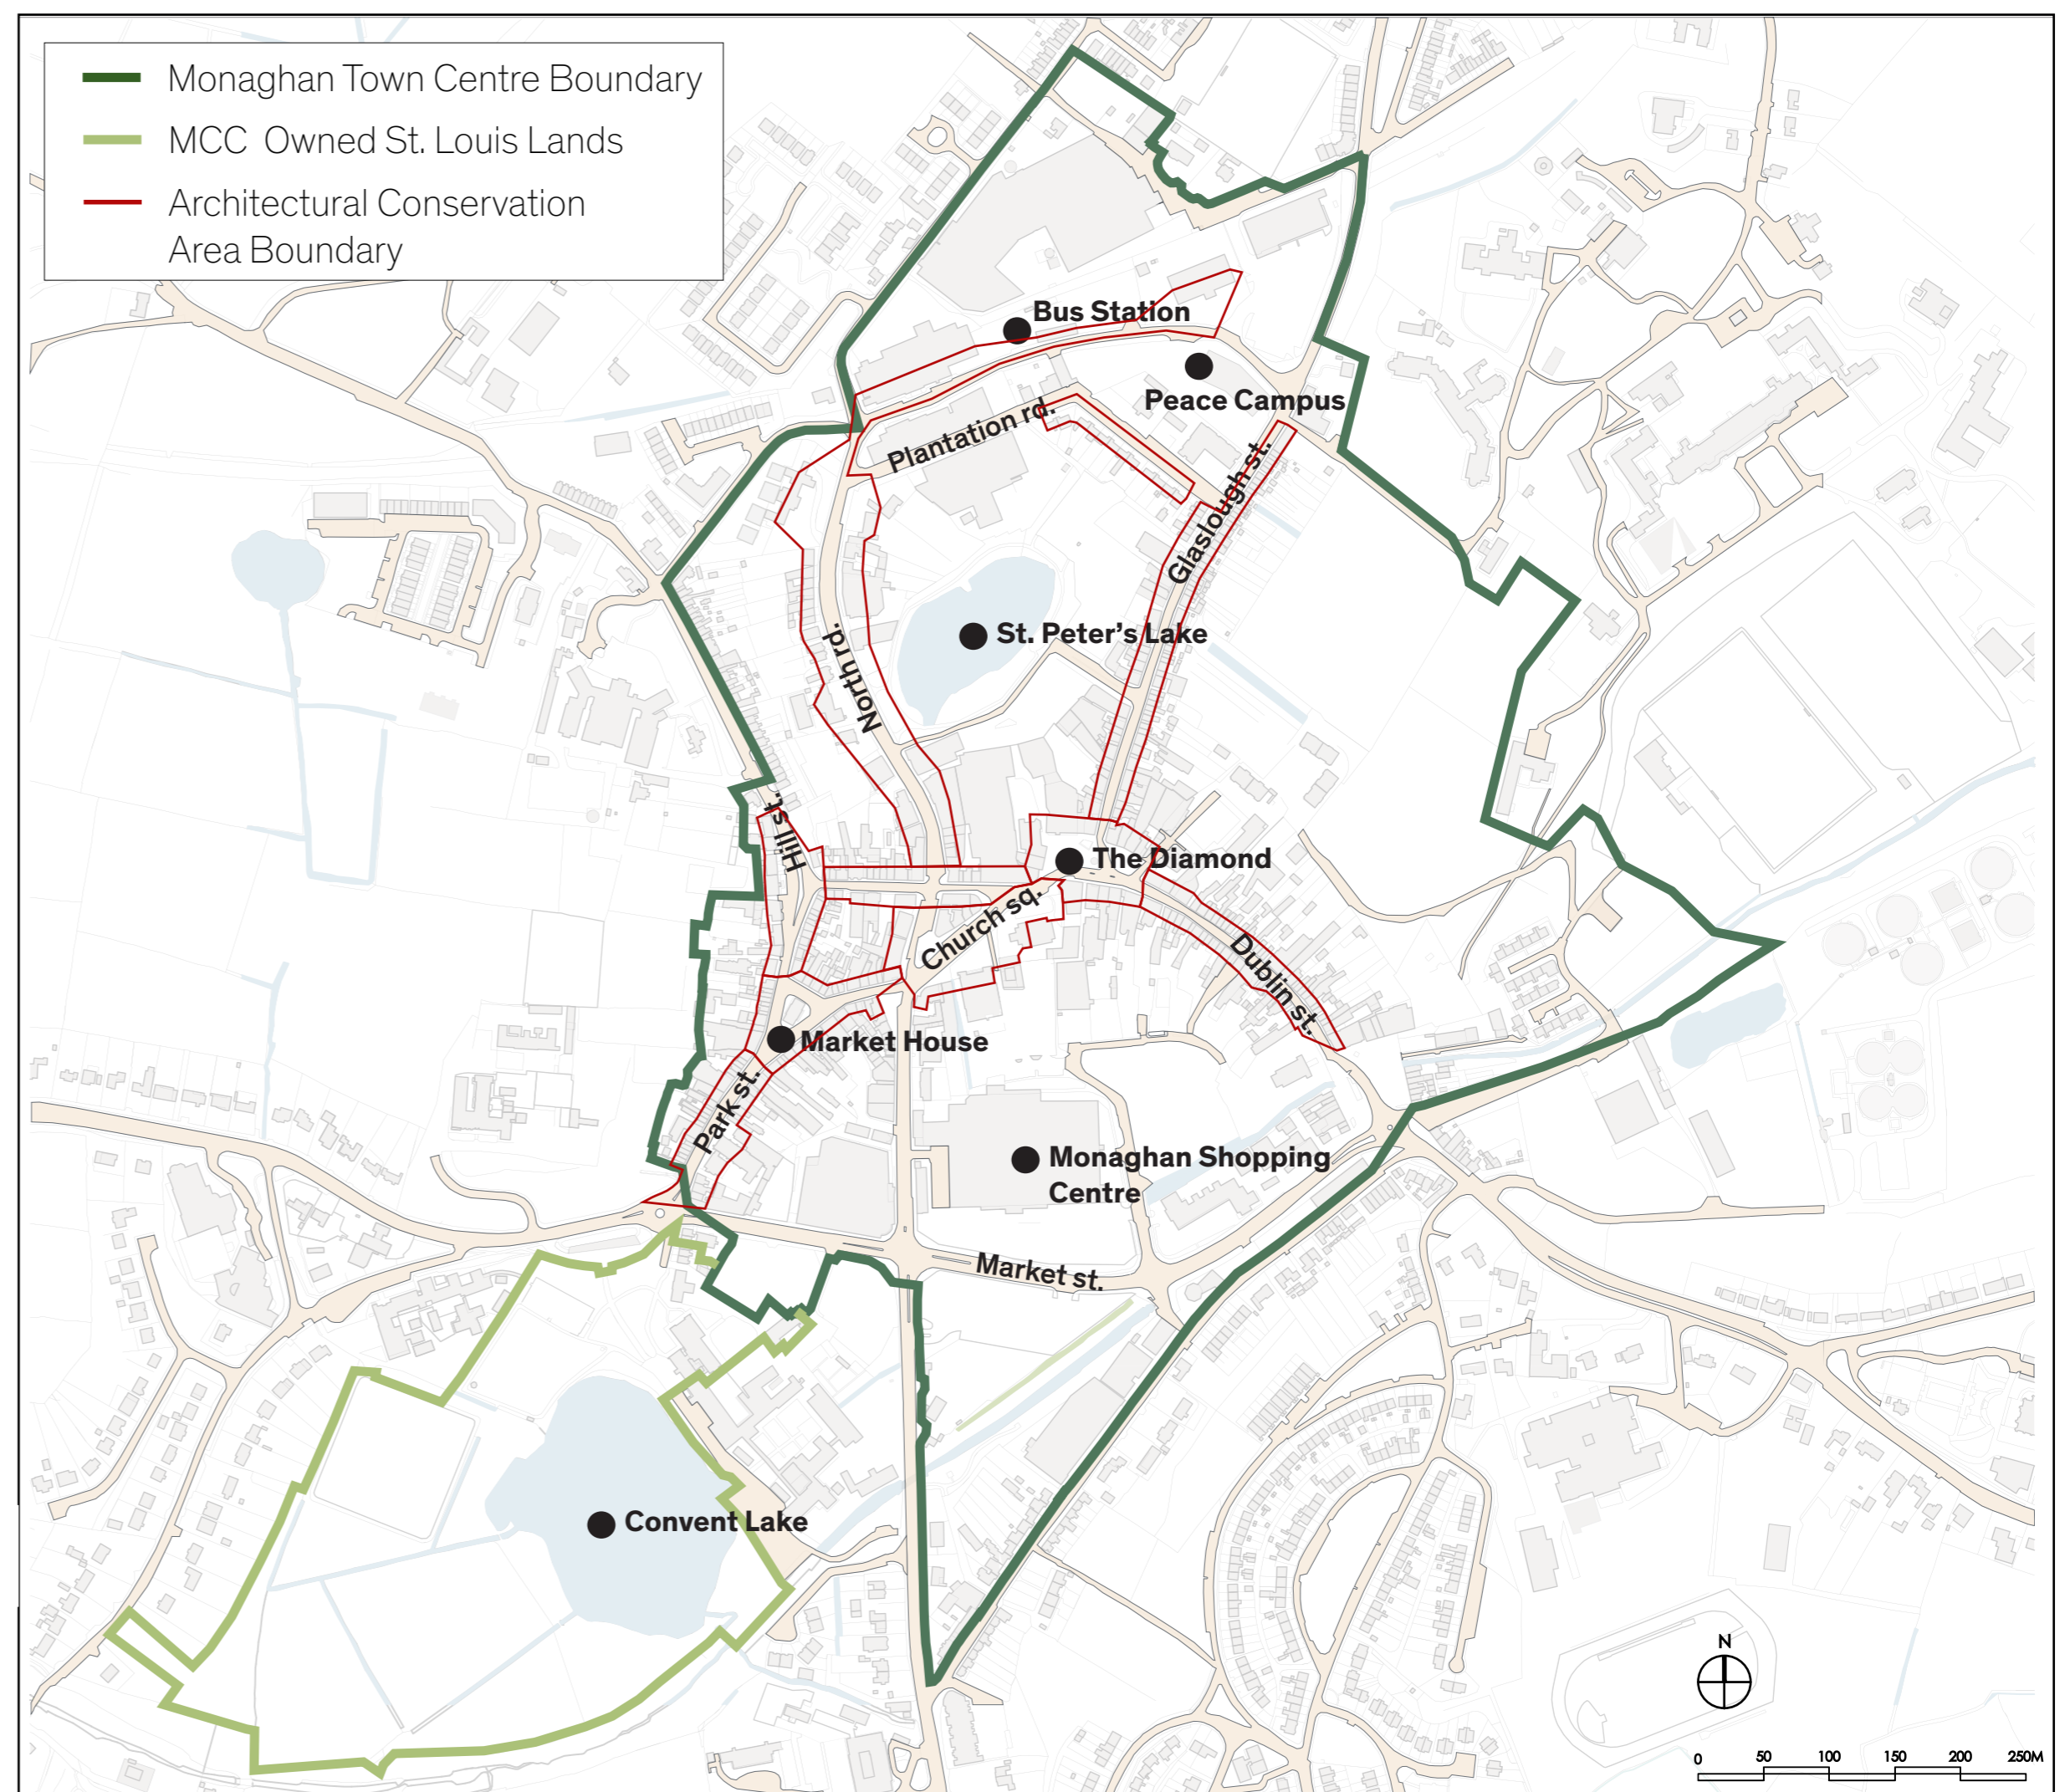 Monaghan Town Centre Boundary
MCC Owned St. Louis Lands
Architectural Conservation
Area Boundary
Bus Station
Peace Campus
Plantation rd.
Glaslough st.
St. Peter's Lake
North rd.
Hill st.
The Diamond
Church sq.
Dublin st.
Market House
Park st.
Monaghan Shopping
Centre
Market st.
Convent Lake
N
0 50 100 150 200 250M